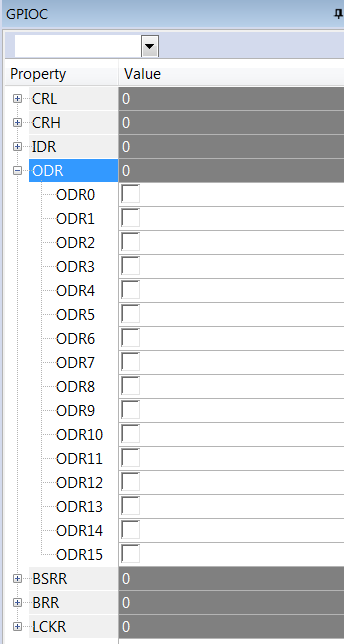 GPIOC
Property Value
CRL 0
CRH 0
IDR 0
ODR 0
ODR0
ODR1
ODR2
ODR3
ODR4
ODR5
ODR6
ODR7
ODR8
ODR9
ODR10
ODR11
ODR12
ODR13
ODR14
ODR15
BSRR 0
BRR 0
LCKR 0